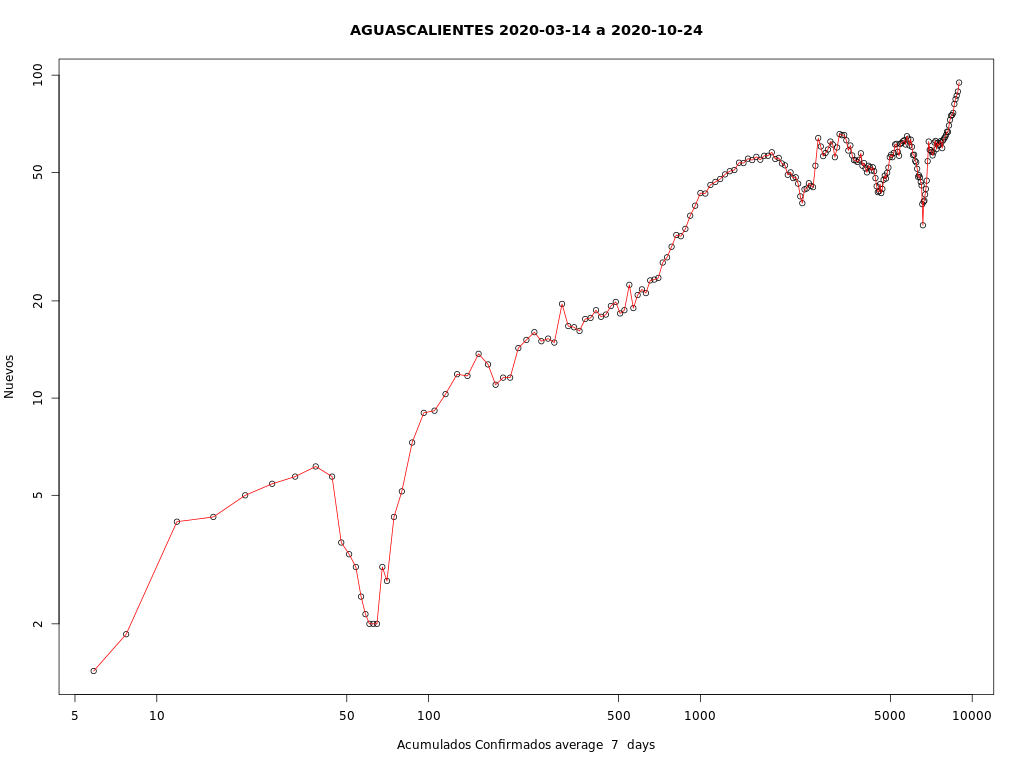 AGUASCALIENTES 2020-03-14 a 2020-10-24
Nuevos
100
50
20
10
5
2
5 10 50 100 500 1000 5000 10000
Acumulados Confirmados average 7 days